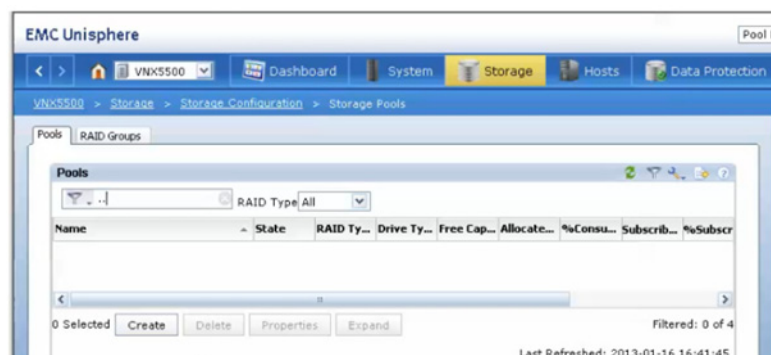 EMC Unisphere
Pool
< > VNX5500 Dashboard System Storage Hosts Data Protection
VNX5500 > Storage > Storage Configuration > Storage Pools
Pools RAID Groups
Pools
.. RAID Type All
Name State RAID Ty... Drive Ty... Free Cap... Allocate... %Consu... Subscrib... %Subscr
0 Selected Create Delete Properties Expand Filtered: 0 of 4
Last Refreshed: 2013-01-16 16:41:45